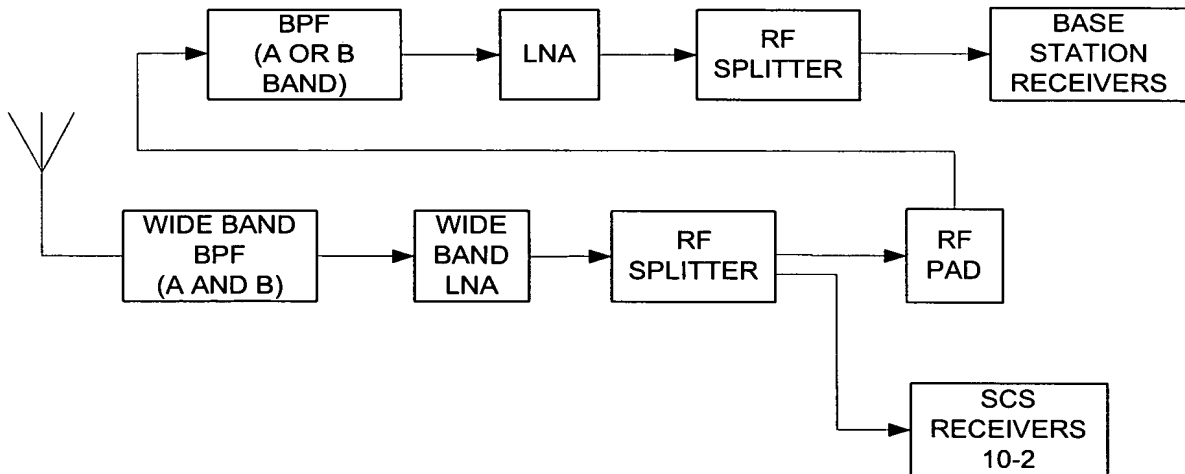 BPF
(A OR B
BAND)
LNA
RF
SPLITTER
BASE
STATION
RECEIVERS
WIDE BAND
BPF
(A AND B)
WIDE
BAND
LNA
RF
SPLITTER
RF
PAD
SCS
RECEIVERS
10-2